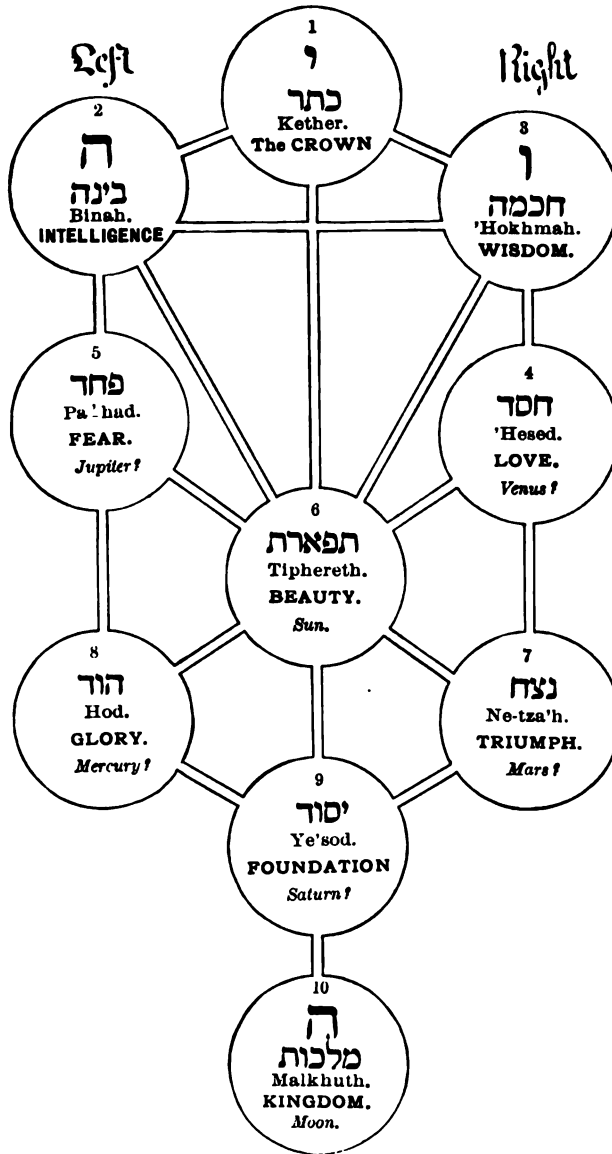 Left
Right
1
י
כתר
Kether.
The CROWN
2
ה
בינה
Binah.
INTELLIGENCE
3
ו
חכמה
'Hokhmah.
WISDOM.
5
פחד
Pa'had.
FEAR.
Jupiter?
4
חסד
'Hesed.
LOVE.
Venus?
6
תפארת
Tiphereth.
BEAUTY.
Sun.
8
הוד
Hod.
GLORY.
Mercury?
7
נצח
Ne-tza'h.
TRIUMPH.
Mars?
9
יסוד
Ye'sod.
FOUNDATION
Saturn?
10
ה
מלכות
Malkhuth.
KINGDOM.
Moon.